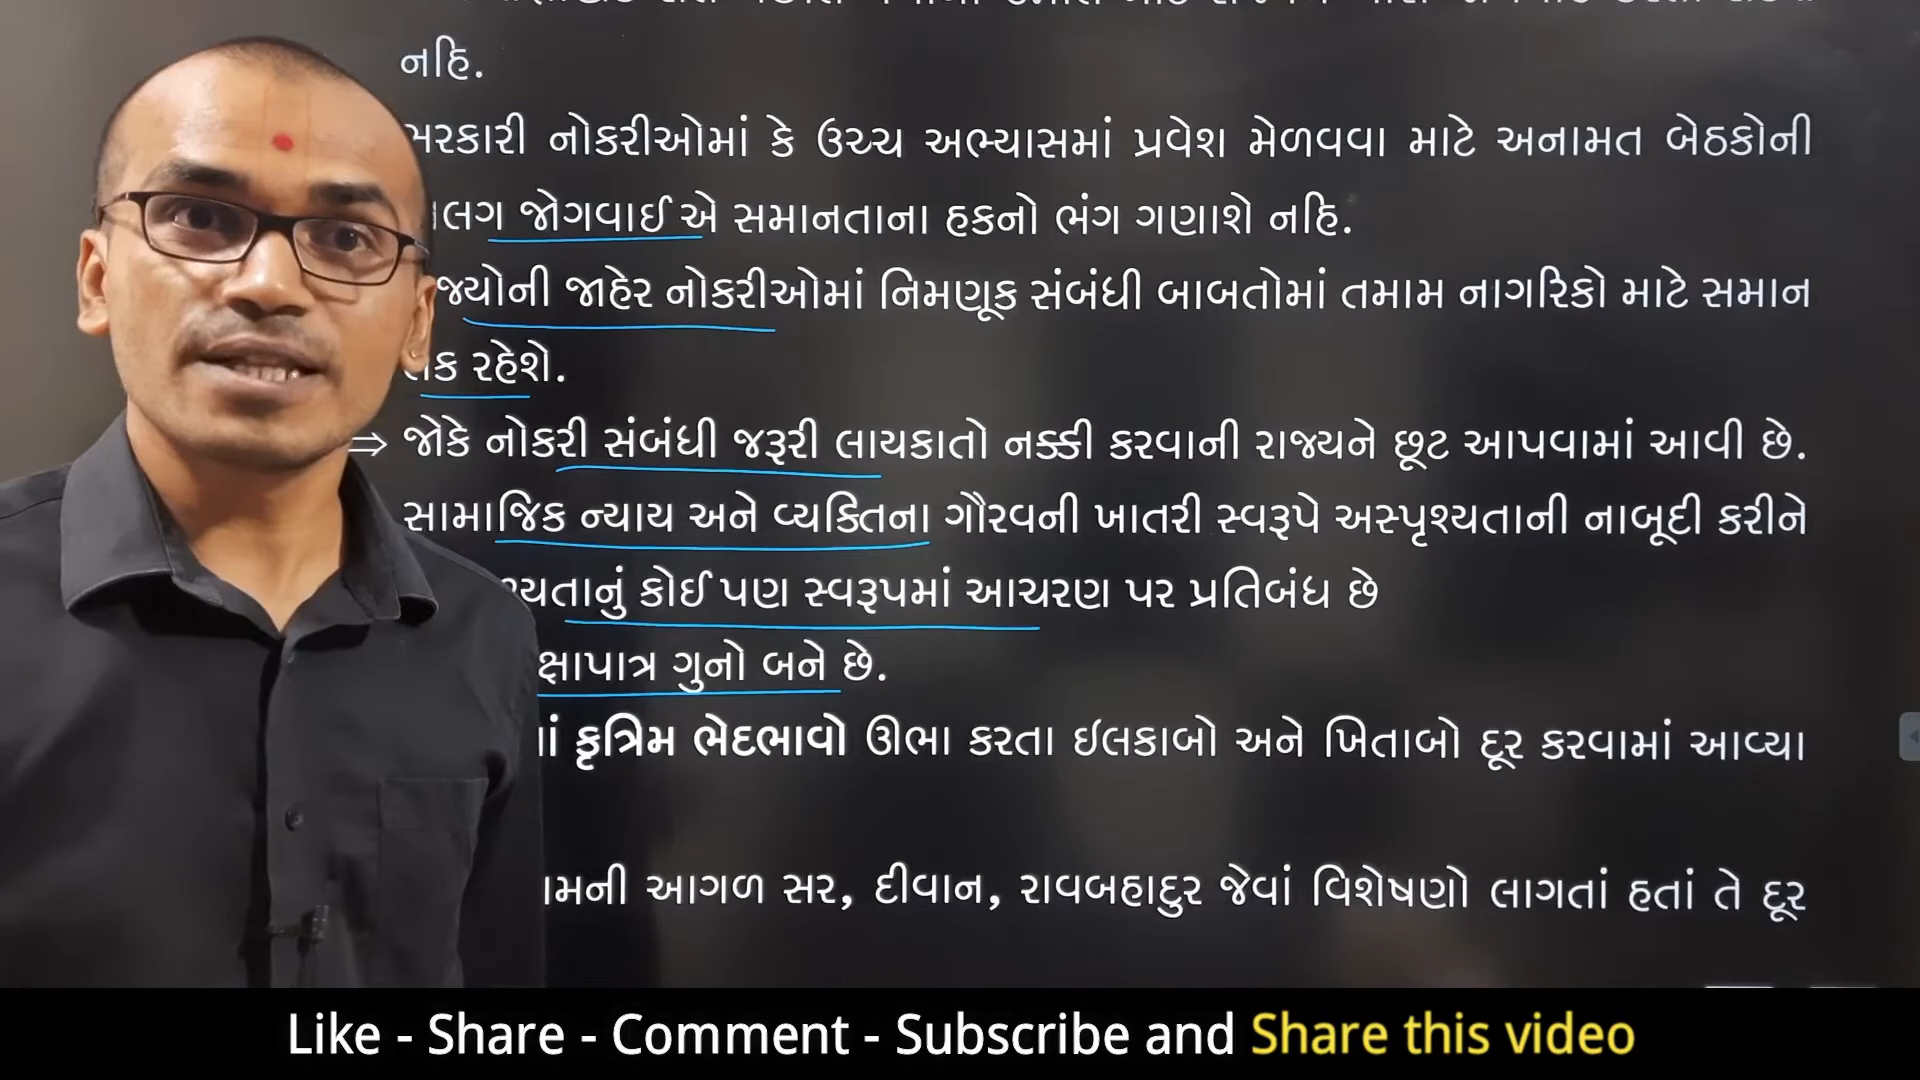 નહિ.
નોકરીઓમાં કે ઉચ્ચ અભ્યાસમાં પ્રવેશ મેળવવા માટે અનામત બેઠકોની
જોગવાઈ એ સમાનતાના હકનો ભંગ ગણાશે નહિ.
જાહેર નોકરીઓમાં નિમણૂક સંબંધી બાબતોમાં તમામ નાગરિકો માટે સમાન
રહેશે.
⇒ જોકે નોકરી સંબંધી જરૂરી લાયકાતો નક્કી કરવાની રાજ્યને છૂટ આપવામાં આવી છે.
સામાજિક ન્યાય અને વ્યક્તિના ગૌરવની ખાતરી સ્વરૂપે અસ્પૃશ્યતાની નાબૂદી કરીને
કોઈ પણ સ્વરૂપમાં આચરણ પર પ્રતિબંધ છે
ગુનો બને છે.
કૃત્રિમ ભેદભાવો ઊભા કરતા ઈલકાબો અને ખિતાબો દૂર કરવામાં આવ્યા
આગળ સર, દીવાન, રાવબહાદુર જેવાં વિશેષણો લાગતાં હતાં તે દૂર
Like - Share - Comment - Subscribe and Share this video